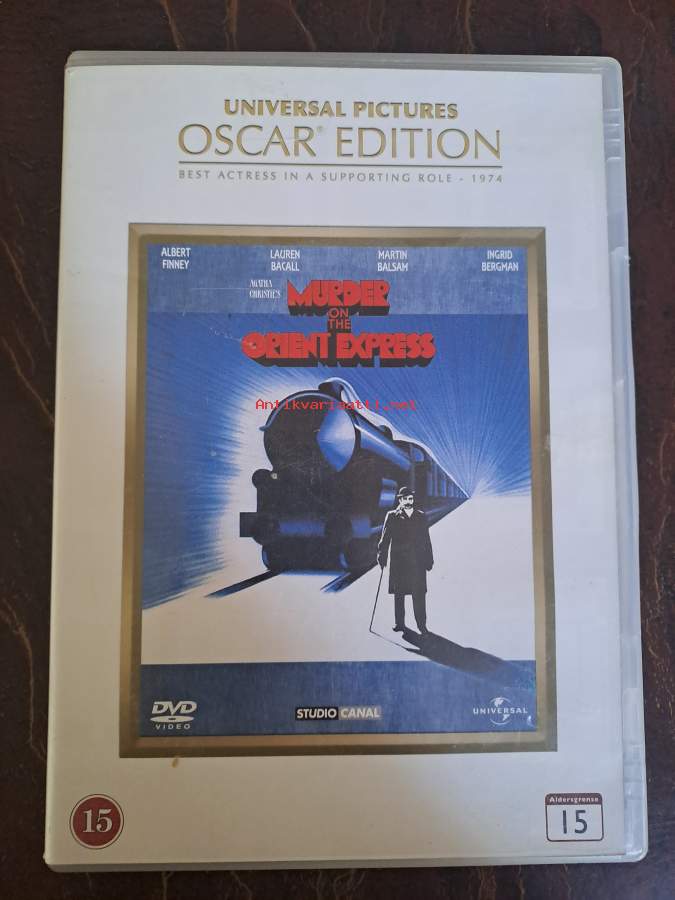 UNIVERSAL PICTURES
OSCAR® EDITION
BEST ACTRESS IN A SUPPORTING ROLE - 1974
ALBERT FINNEY
LAUREN BACALL
MARTIN BALSAM
INGRID BERGMAN
AGATHA CHRISTIE'S
MURDER
ON
THE
ORIENT EXPRESS
Antikvariaatti.net
DVD
VIDEO
STUDIO CANAL
UNIVERSAL
15
Aldersgrense
15